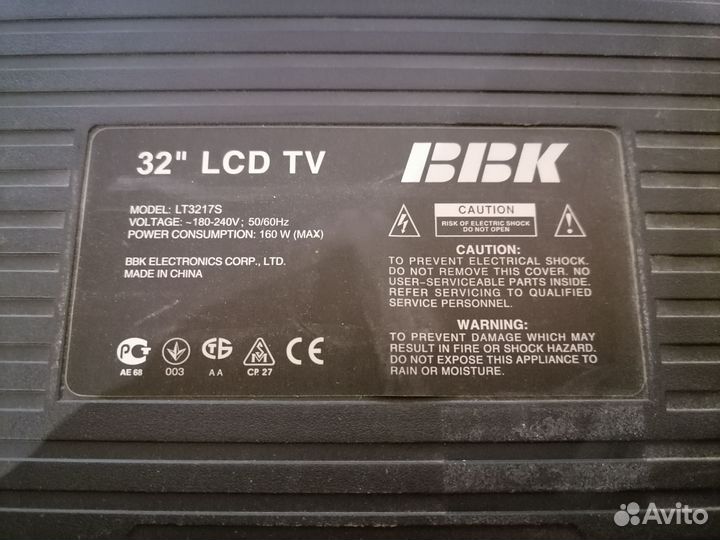 32" LCD TV
BBK
MODEL: LT3217S
VOLTAGE: ~180-240V; 50/60Hz
POWER CONSUMPTION: 160 W (MAX)
BBK ELECTRONICS CORP., LTD.
MADE IN CHINA
CAUTION
RISK OF ELECTRIC SHOCK
DO NOT OPEN
CAUTION:
TO PREVENT ELECTRICAL SHOCK.
DO NOT REMOVE THIS COVER. NO
USER-SERVICEABLE PARTS INSIDE.
REFER SERVICING TO QUALIFIED
SERVICE PERSONNEL.
WARNING:
TO PREVENT DAMAGE WHICH MAY
RESULT IN FIRE OR SHOCK HAZARD.
DO NOT EXPOSE THIS APPLIANCE TO
RAIN OR MOISTURE.
РСТ
АЕ 68
003
СТБ
А А
М
СР. 27
CE
Avito